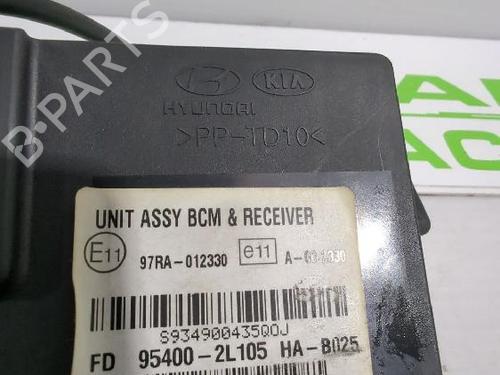 B-PARTS
KIA
HYUNDAI
>PP-TD10<
UNIT ASSY BCM & RECEIVER
E11 97RA-012330 e11
S93490043500J
FD 95400-2L105 HA-B025